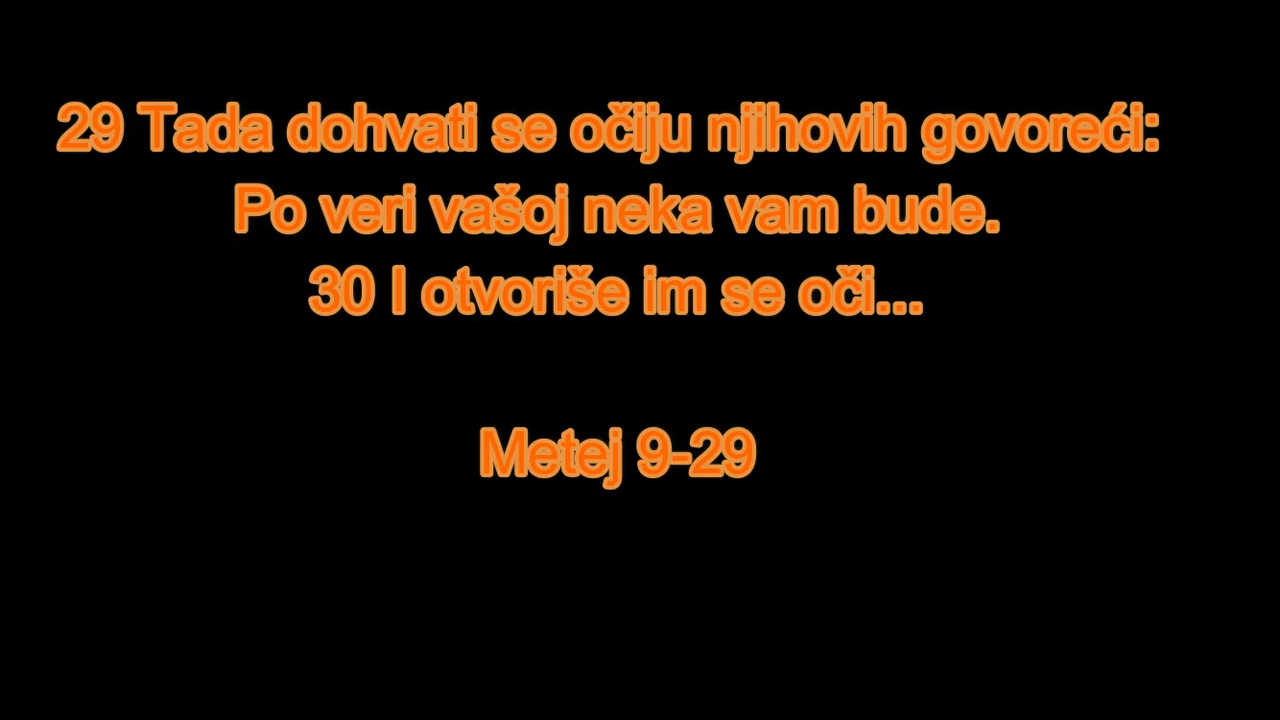 29 Tada dohvati se očiju njihovih govoreći:
Po veri vašoj neka vam bude.
30 I otvoriše im se oči...
Metej 9-29